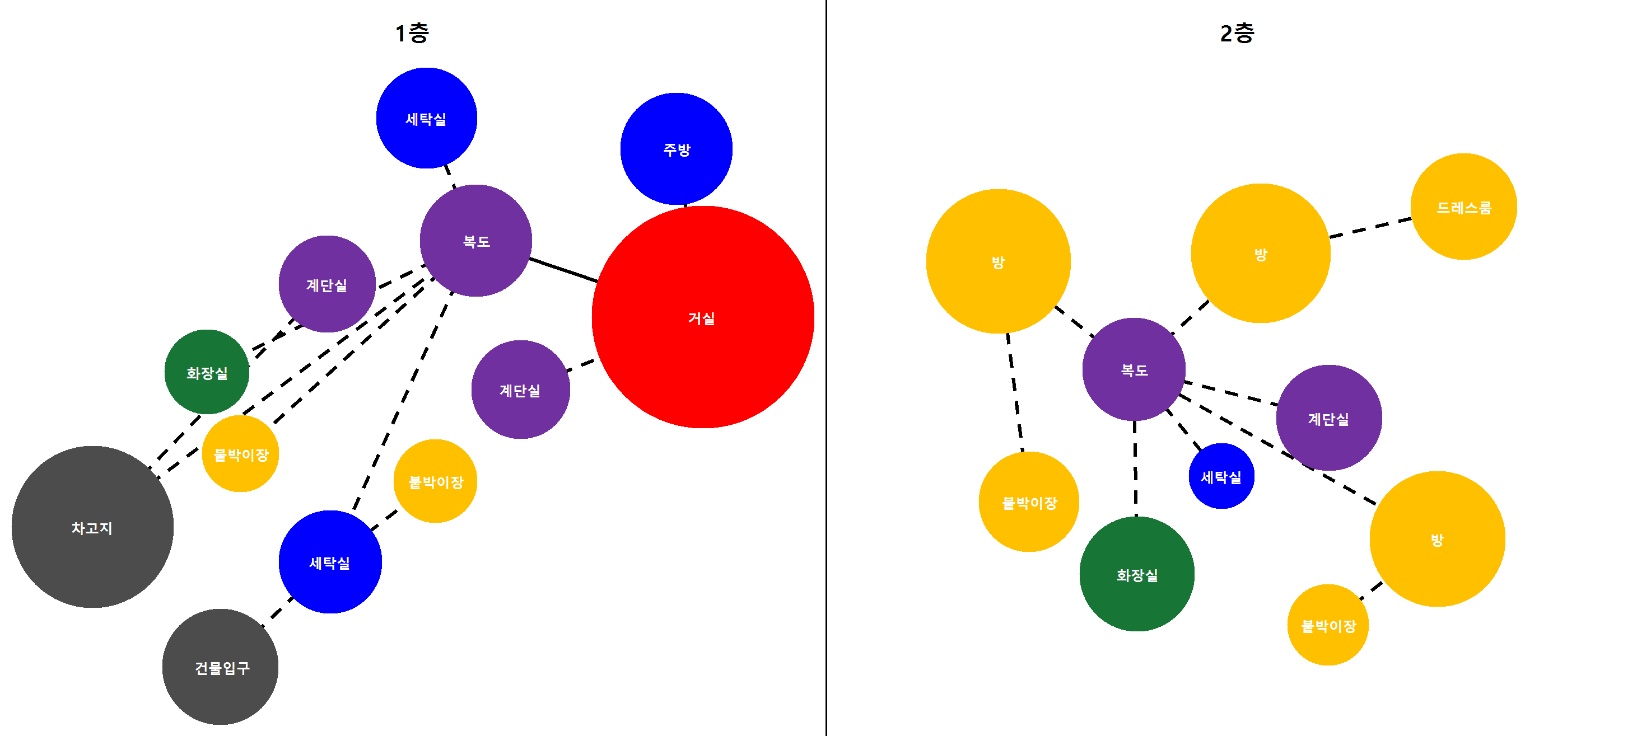 1층
세탁실
주방
복도
계단실
거실
화장실
계단실
붙박이장
붙박이장
차고지
세탁실
건물입구
2층
드레스룸
방
방
복도
계단실
세탁실
붙박이장
방
화장실
붙박이장